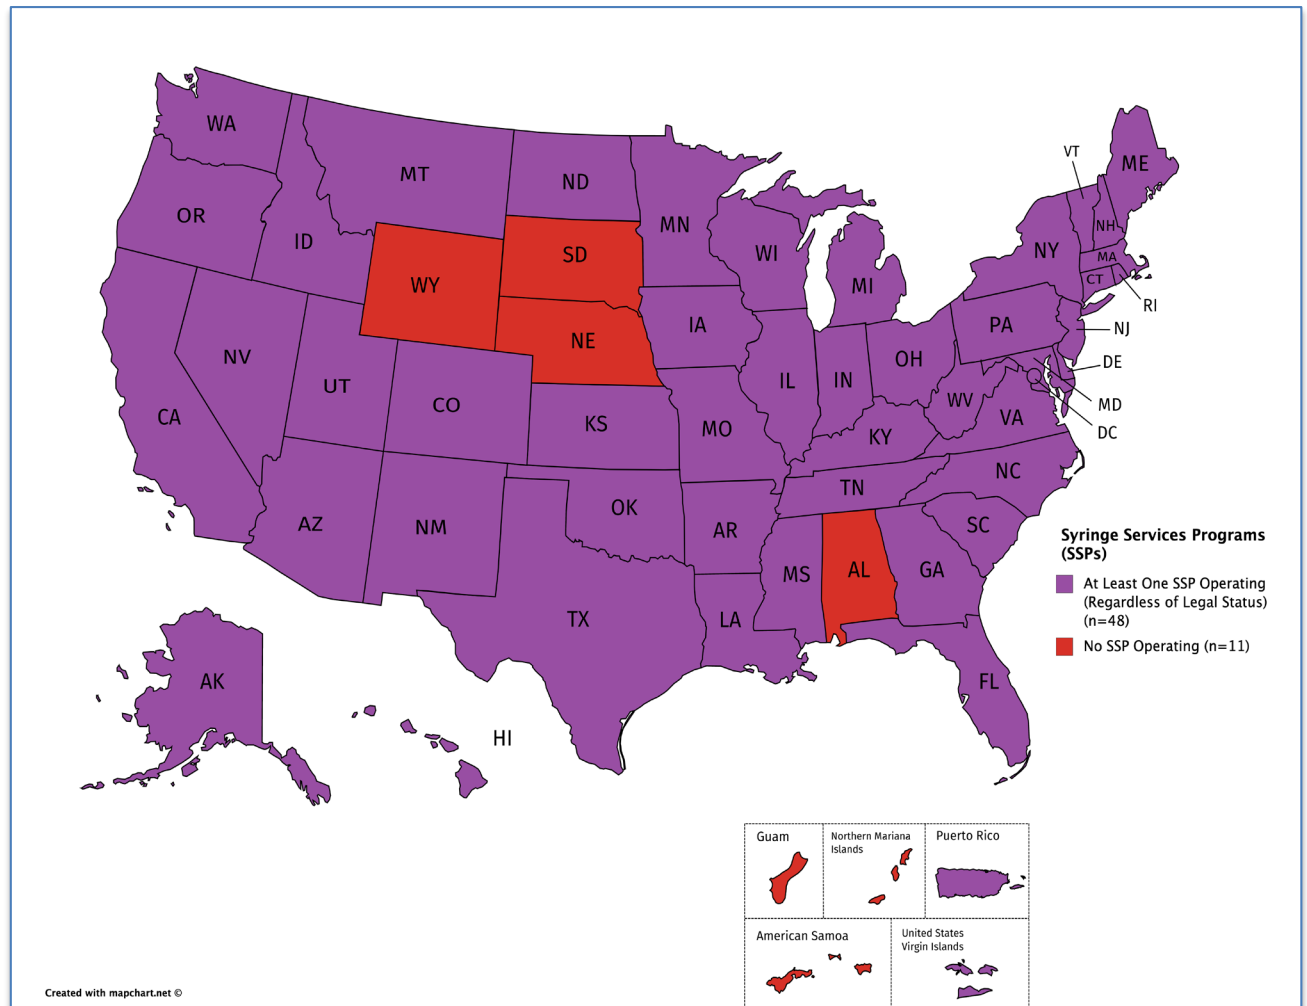 WA
MT
ND
MN
OR
ID
WY
SD
NE
WI
MI
IA
NV
UT
CO
KS
CA
AZ
NM
OK
TX
MO
AR
LA
IL
IN
OH
KY
TN
MS
AL
GA
FL
SC
NC
VA
WV
PA
NY
VT
NH
ME
MA
CT
RI
NJ
DE
MD
DC
AK
HI
Syringe Services Programs
(SSPs)
At Least One SSP Operating
(Regardless of Legal Status)
(n=48)
No SSP Operating (n=11)
Guam
Northern Mariana
Islands
Puerto Rico
American Samoa
United States
Virgin Islands
Created with mapchart.net ©